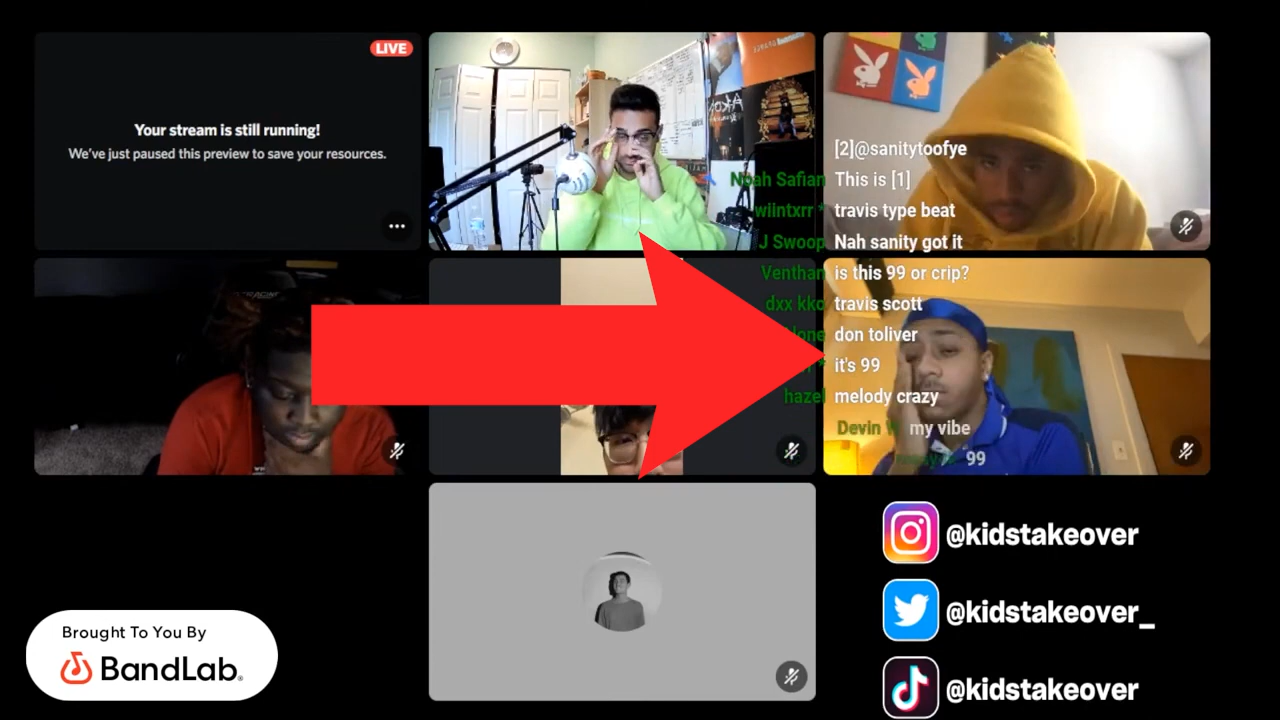 LIVE
Your stream is still running!
We've just paused this preview to save your resources.
[2]@sanitytoofye
Noah Safian This is [1]
wiintxrr * travis type beat
J Swoop Nah sanity got it
Venthan is this 99 or crip?
dxx kko travis scott
don toliver
it's 99
hazel melody crazy
Devin my vibe
99
@kidstakeover
@kidstakeover_
@kidstakeover
Brought To You By
BandLab®